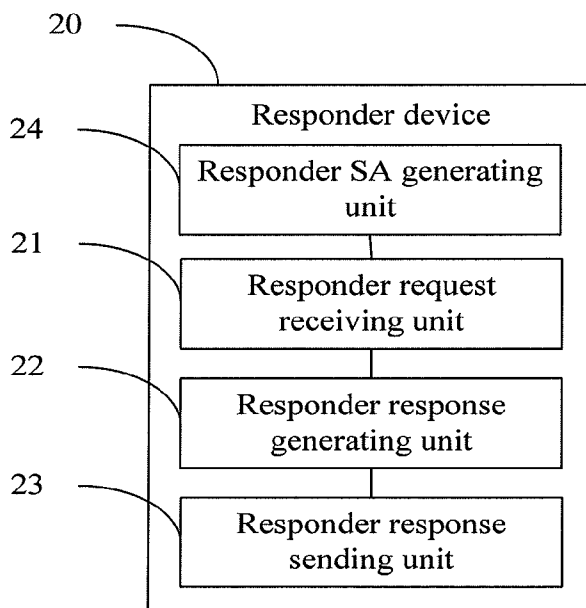 20
Responder device
24
Responder SA generating
unit
21
Responder request
receiving unit
22
Responder response
generating unit
23
Responder response
sending unit